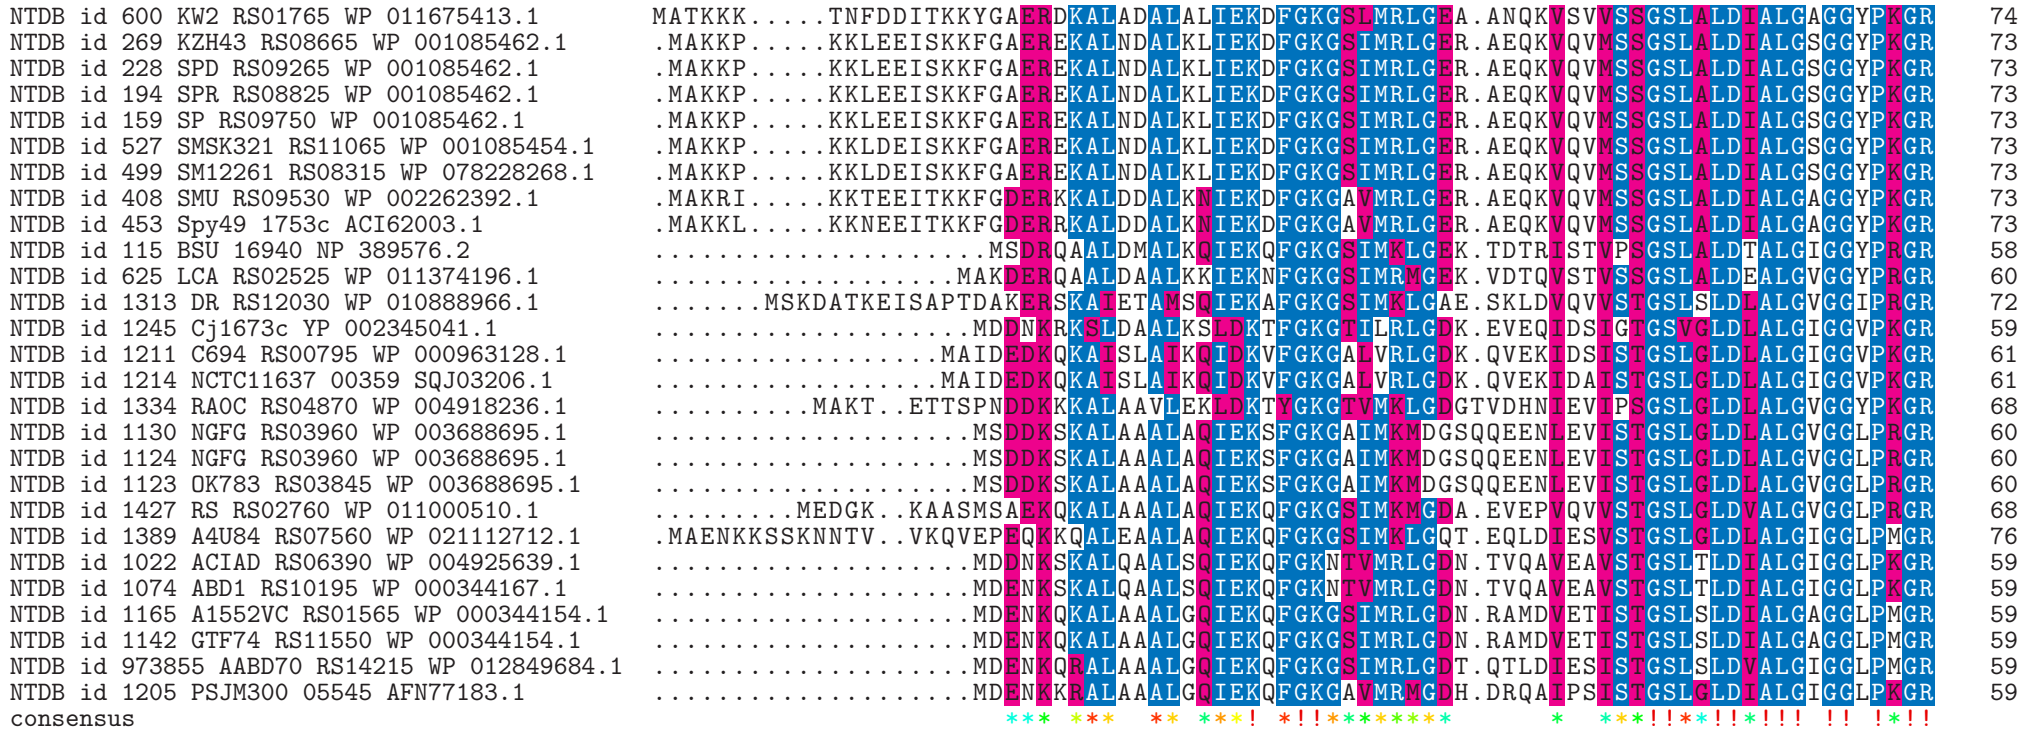 NTDB id 600 KW2 RS01765 WP 011675413.1 MATKKK.....TNFDDITKKYGAERDKALADALALIEKDFGKGSLMRLGEA.ANQKVSVVSSGSLALDIALGAGGYPKGR 74
NTDB id 269 KZH43 RS08665 WP 001085462.1 .MAKKP.....KKLEEISKKFGAEREKALNDALKLIEKDFGKGSIMRLGER.AEQKVQVMSSGSLALDIALGSGGYPKGR 73
NTDB id 228 SPD RS09265 WP 001085462.1 .MAKKP.....KKLEEISKKFGAEREKALNDALKLIEKDFGKGSIMRLGER.AEQKVQVMSSGSLALDIALGSGGYPKGR 73
NTDB id 194 SPR RS08825 WP 001085462.1 .MAKKP.....KKLEEISKKFGAEREKALNDALKLIEKDFGKGSIMRLGER.AEQKVQVMSSGSLALDIALGSGGYPKGR 73
NTDB id 159 SP RS09750 WP 001085462.1 .MAKKP.....KKLEEISKKFGAEREKALNDALKLIEKDFGKGSIMRLGER.AEQKVQVMSSGSLALDIALGSGGYPKGR 73
NTDB id 527 SMSK321 RS11065 WP 001085454.1 .MAKKP.....KKLDEISKKFGAEREKALNDALKLIEKDFGKGSIMRLGER.AEQKVQVMSSGSLALDIALGSGGYPKGR 73
NTDB id 499 SM12261 RS08315 WP 078228268.1 .MAKKP.....KKLDEISKKFGAEREKALNDALKLIEKDFGKGSIMRLGER.AEQKVQVMSSGSLALDIALGSGGYPKGR 73
NTDB id 408 SMU RS09530 WP 002262392.1 .MAKRI.....KKTEEITKKFGDERKKALDDALKNIEKDFGKGAVMRLGER.AEQKVQVMSSGSLALDIALGAGGYPKGR 73
NTDB id 453 Spy49 1753c ACI62003.1 .MAKKL.....KKNEEITKKFGDERRKALDDALKNIEKDFGKGAVMRLGER.AEQKVQVMSSGSLALDIALGAGGYPKGR 73
NTDB id 115 BSU 16940 NP 389576.2 .....................MSDRQAALDMALKQIEKQFGKGSIMKLGEK.TDTRISTVPSGSLALDTALGIGGYPRGR 58
NTDB id 625 LCA RS02525 WP 011374196.1 ...................MAKDERQAALDAALKKIEKNFGKGSIMRMGEK.VDTQVSTVSSGSLALDEALGVGGYPRGR 60
NTDB id 1313 DR RS12030 WP 010888966.1 .......MSKDATKEISAPTDAKERSKAIETAMSQIEKAFGKGSIMKLGAE.SKLDVQVVSTGSLSLDLALGVGGIPRGR 72
NTDB id 1245 Cj1673c YP 002345041.1 ....................MDDNKRKSLDAALKSLDKTFGKGTILRLGDK.EVEQIDSIGTGSVGLDLALGIGGVPKGR 59
NTDB id 1211 C694 RS00795 WP 000963128.1 ..................MAIDEDKQKAISLAIKQIDKVFGKGALVRLGDK.QVEKIDSISTGSLGLDLALGIGGVPKGR 61
NTDB id 1214 NCTC11637 00359 SQJ03206.1 ..................MAIDEDKQKAISLAIKQIDKVFGKGALVRLGDK.QVEKIDAISTGSLGLDLALGIGGVPKGR 61
NTDB id 1334 RA0C RS04870 WP 004918236.1 ..........MAKT..ETTSPNDDKKKALAAVLEKLDKTYGKGTVMKLGDGTVDHNIEVIPSGSLGLDLALGVGGYPKGR 68
NTDB id 1130 NGFG RS03960 WP 003688695.1 ....................MSDDKSKALAAALAQIEKSFGKGAIMKMDGSQQEENLEVISTGSLGLDLALGVGGLPRGR 60
NTDB id 1124 NGFG RS03960 WP 003688695.1 ....................MSDDKSKALAAALAQIEKSFGKGAIMKMDGSQQEENLEVISTGSLGLDLALGVGGLPRGR 60
NTDB id 1123 OK783 RS03845 WP 003688695.1 ....................MSDDKSKALAAALAQIEKSFGKGAIMKMDGSQQEENLEVISTGSLGLDLALGVGGLPRGR 60
NTDB id 1427 RS RS02760 WP 011000510.1 .........MEDGK..KAASMSAEKQKALAAALAQIEKQFGKGSIMKMGDA.EVEPVQVVSTGSLGLDVALGVGGLPRGR 68
NTDB id 1389 A4U84 RS07560 WP 021112712.1 .MAENKKSSKNNTV..VKQVEPEQKKQALEAALAQIEKQFGKGSIMKLGQT.EQLDIESVSTGSLGLDLALGIGGLPMGR 76
NTDB id 1022 ACIAD RS06390 WP 004925639.1 ....................MDDNKSKALQAALSQIEKQFGKNTVMRLGDN.TVQAVEAVSTGSLTLDIALGIGGLPKGR 59
NTDB id 1074 ABD1 RS10195 WP 000344167.1 ....................MDENKSKALQAALSQIEKQFGKNTVMRLGDN.TVQAVEAVSTGSLTLDIALGIGGLPKGR 59
NTDB id 1165 A1552VC RS01565 WP 000344154.1 ....................MDENKQKALAAALGQIEKQFGKGSIMRLGDN.RAMDVETISTGSLSLDIALGAGGLPMGR 59
NTDB id 1142 GTF74 RS11550 WP 000344154.1 ....................MDENKQKALAAALGQIEKQFGKGSIMRLGDN.RAMDVETISTGSLSLDIALGAGGLPMGR 59
NTDB id 973855 AABD70 RS14215 WP 012849684.1 ....................MDENKQRALAAALGQIEKQFGKGSIMRLGDT.QTLDIESISTGSLSLDVALGIGGLPMGR 59
NTDB id 1205 PSJM300 05545 AFN77183.1 ....................MDENKKRALAAALGQIEKQFGKGAVMRMGDH.DRQAIPSISTGSLGLDIALGIGGLPKGR 59
consensus *** *** ** ***! *!!******** * ***!!**!!*!!! !! !*!!